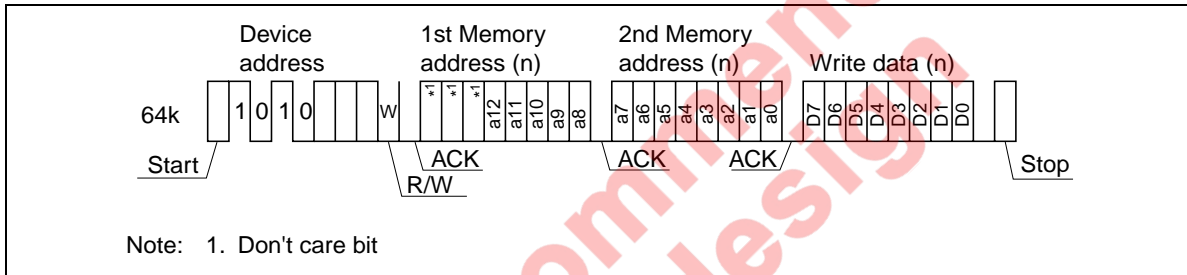 Device address
1st Memory address (n)
2nd Memory address (n)
Write data (n)
64k
1 0 1 0
W
*1 *1 *1 a12 a11 a10 a9 a8
a7 a6 a5 a4 a3 a2 a1 a0
D7 D6 D5 D4 D3 D2 D1 D0
Start
R/W
ACK
ACK
ACK
Stop
Note: 1. Don't care bit